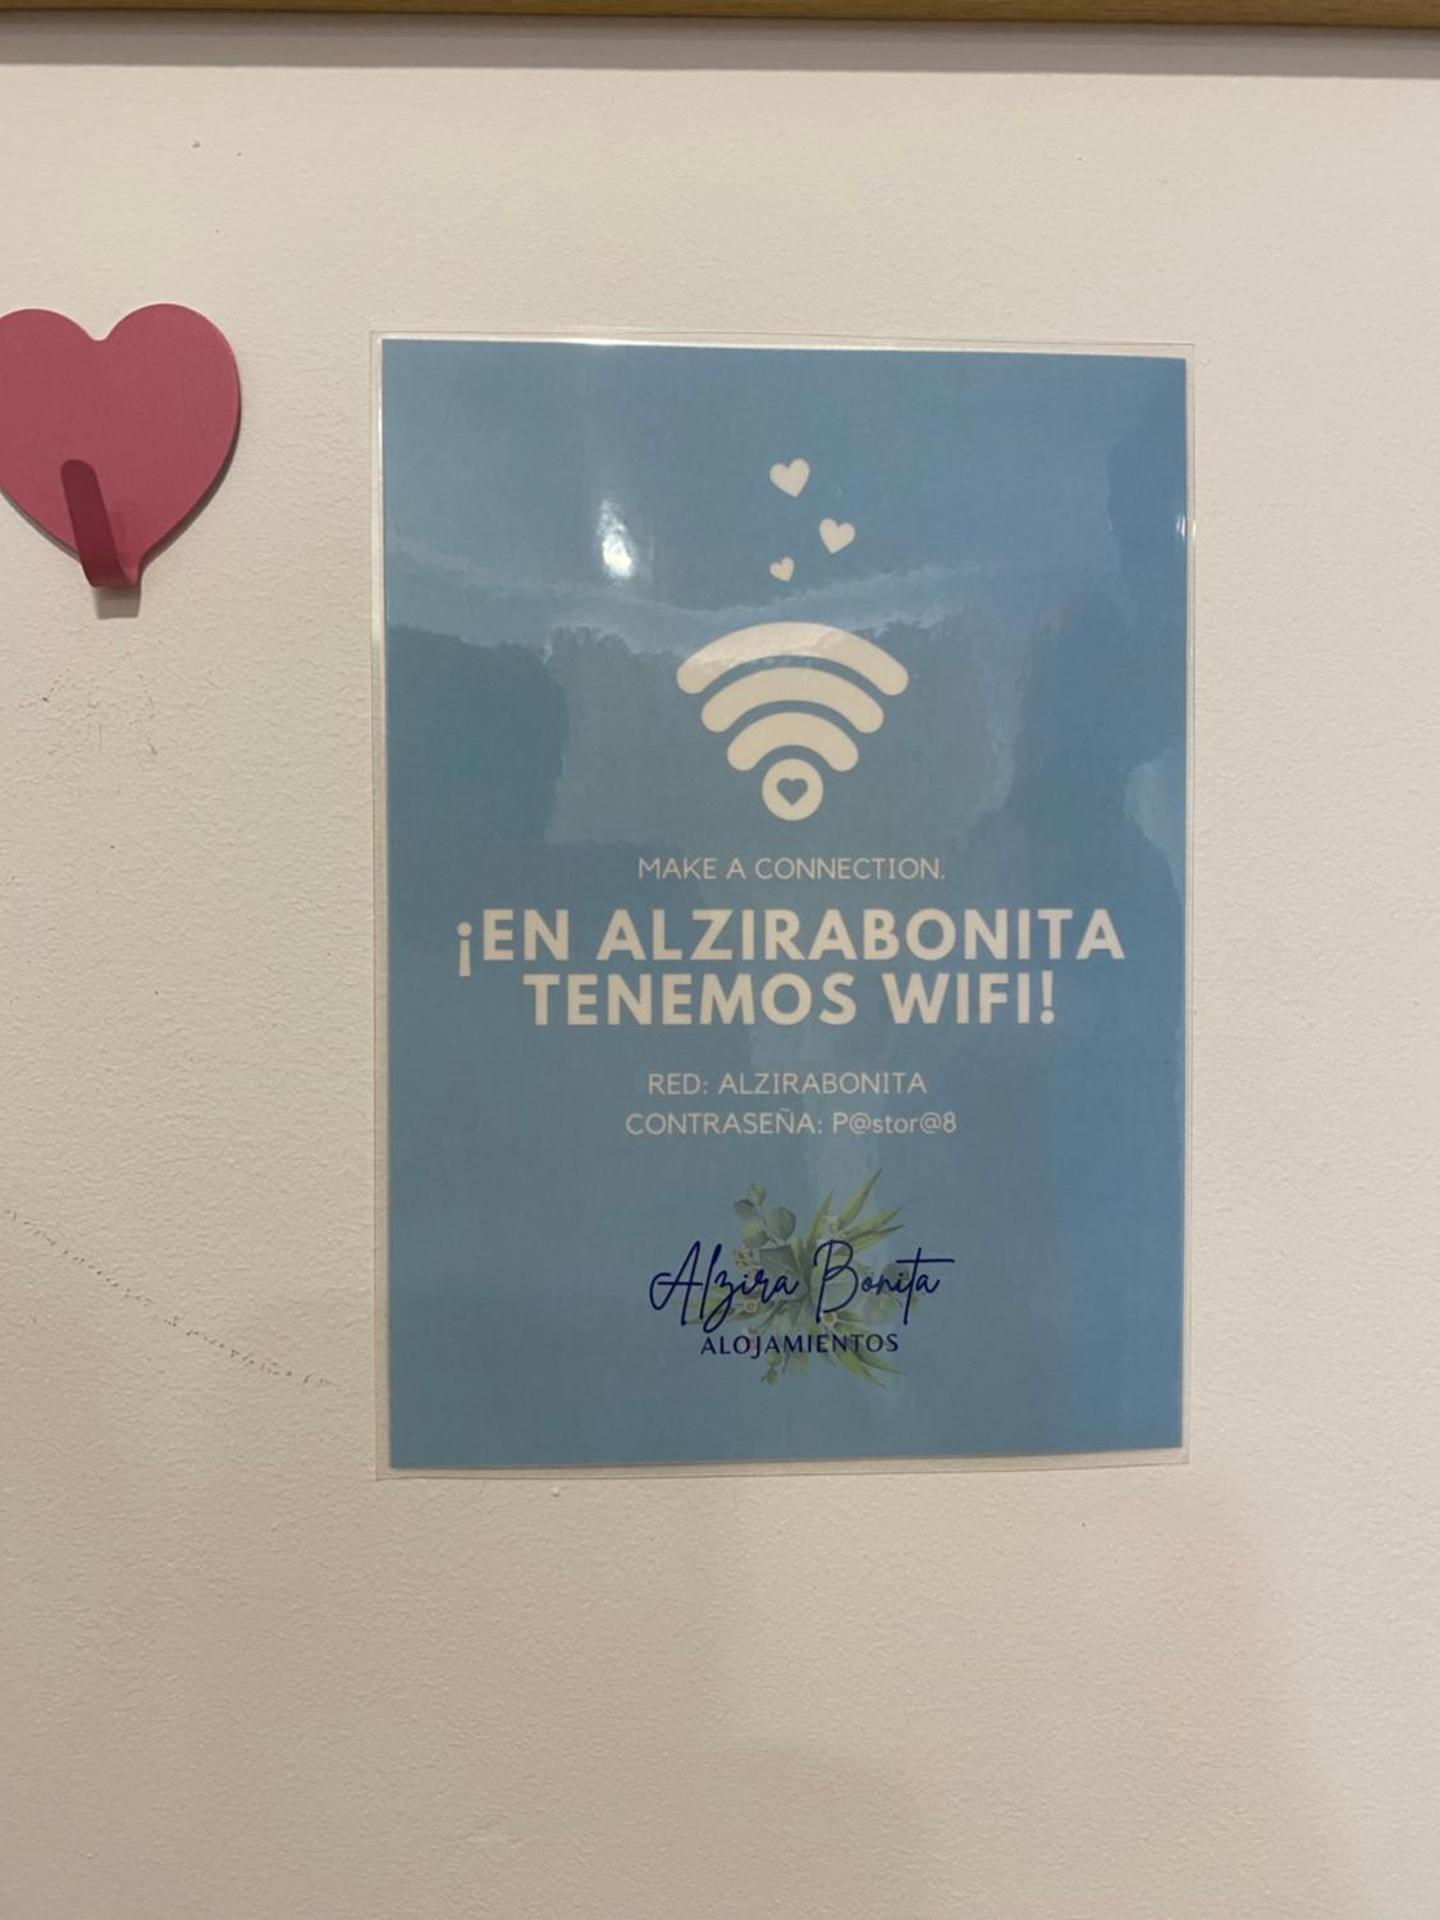 MAKE A CONNECTION.
¡EN ALZIRABONITA
TENEMOS WIFI!
RED: ALZIRABONITA
CONTRASEÑA: P@stor@8
Alzira Bonita
ALOJAMIENTOS